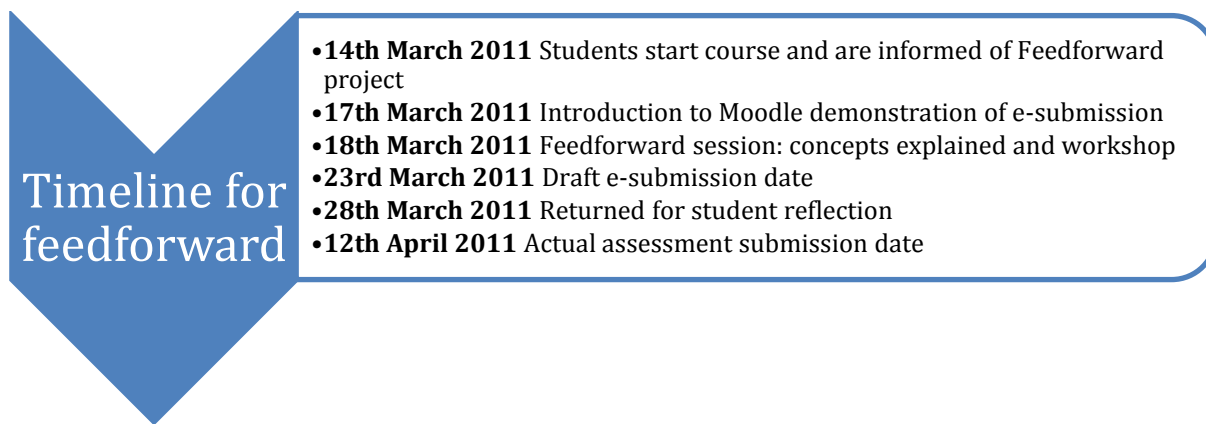 Timeline for
feedforward
•14th March 2011 Students start course and are informed of Feedforward
project
•17th March 2011 Introduction to Moodle demonstration of e-submission
•18th March 2011 Feedforward session: concepts explained and workshop
•23rd March 2011 Draft e-submission date
•28th March 2011 Returned for student reflection
•12th April 2011 Actual assessment submission date